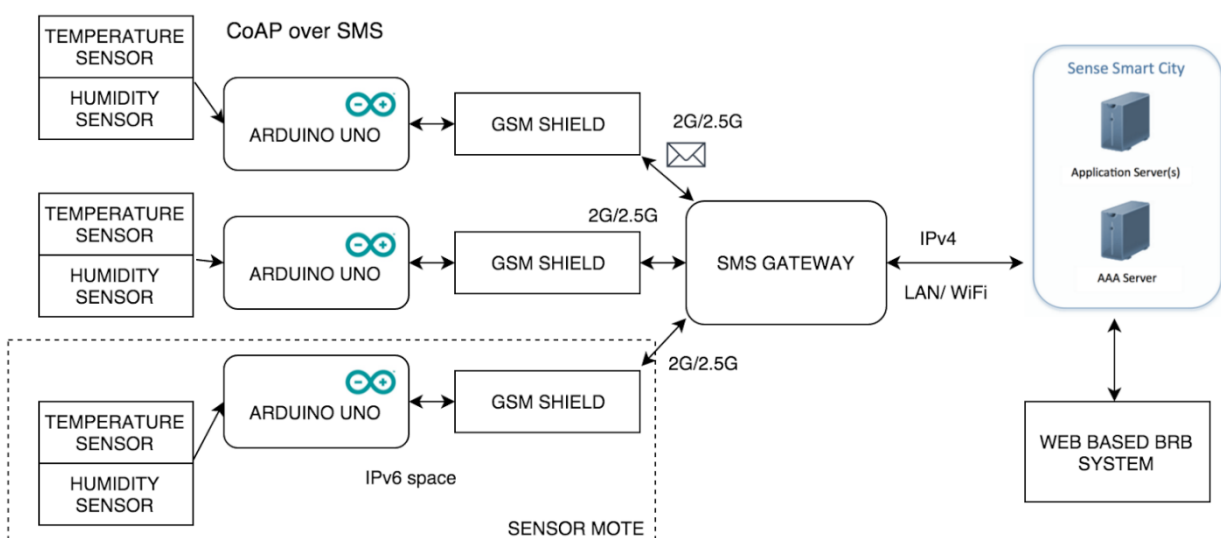 CoAP over SMS
TEMPERATURE
SENSOR
HUMIDITY
SENSOR
ARDUINO UNO
GSM SHIELD
2G/2.5G
TEMPERATURE
SENSOR
HUMIDITY
SENSOR
ARDUINO UNO
GSM SHIELD
2G/2.5G
TEMPERATURE
SENSOR
HUMIDITY
SENSOR
ARDUINO UNO
GSM SHIELD
2G/2.5G
IPv6 space
SENSOR MOTE
SMS GATEWAY
IPv4
LAN/ WiFi
Sense Smart City
Application Server(s)
AAA Server
WEB BASED BRB
SYSTEM